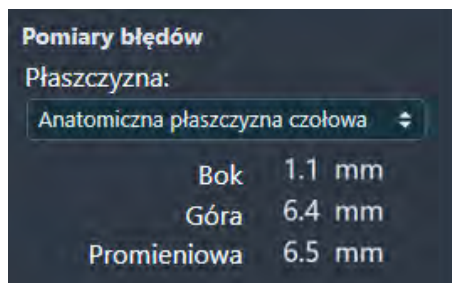 Pomiary błędów
Płaszczyzna:
Anatomiczna płaszczyzna czołowa
Bok 1.1 mm
Góra 6.4 mm
Promieniowa 6.5 mm